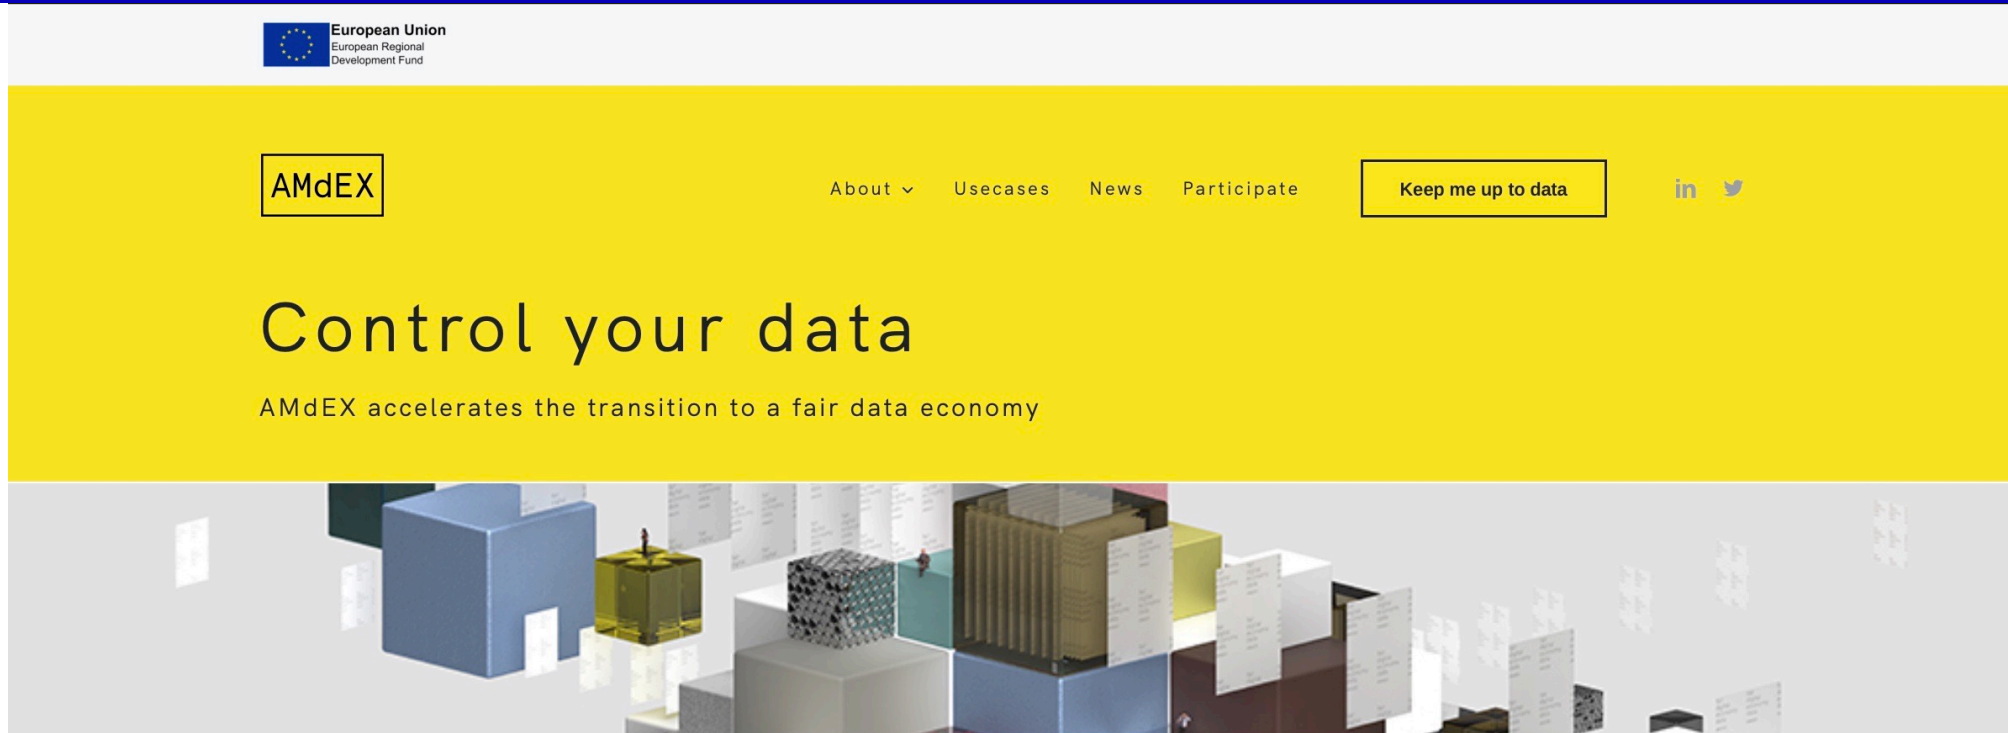 European Union
European Regional
Development Fund
AMdEX
About
Usecases
News
Participate
Keep me up to data
in
Control your data
AMdEX accelerates the transition to a fair data economy